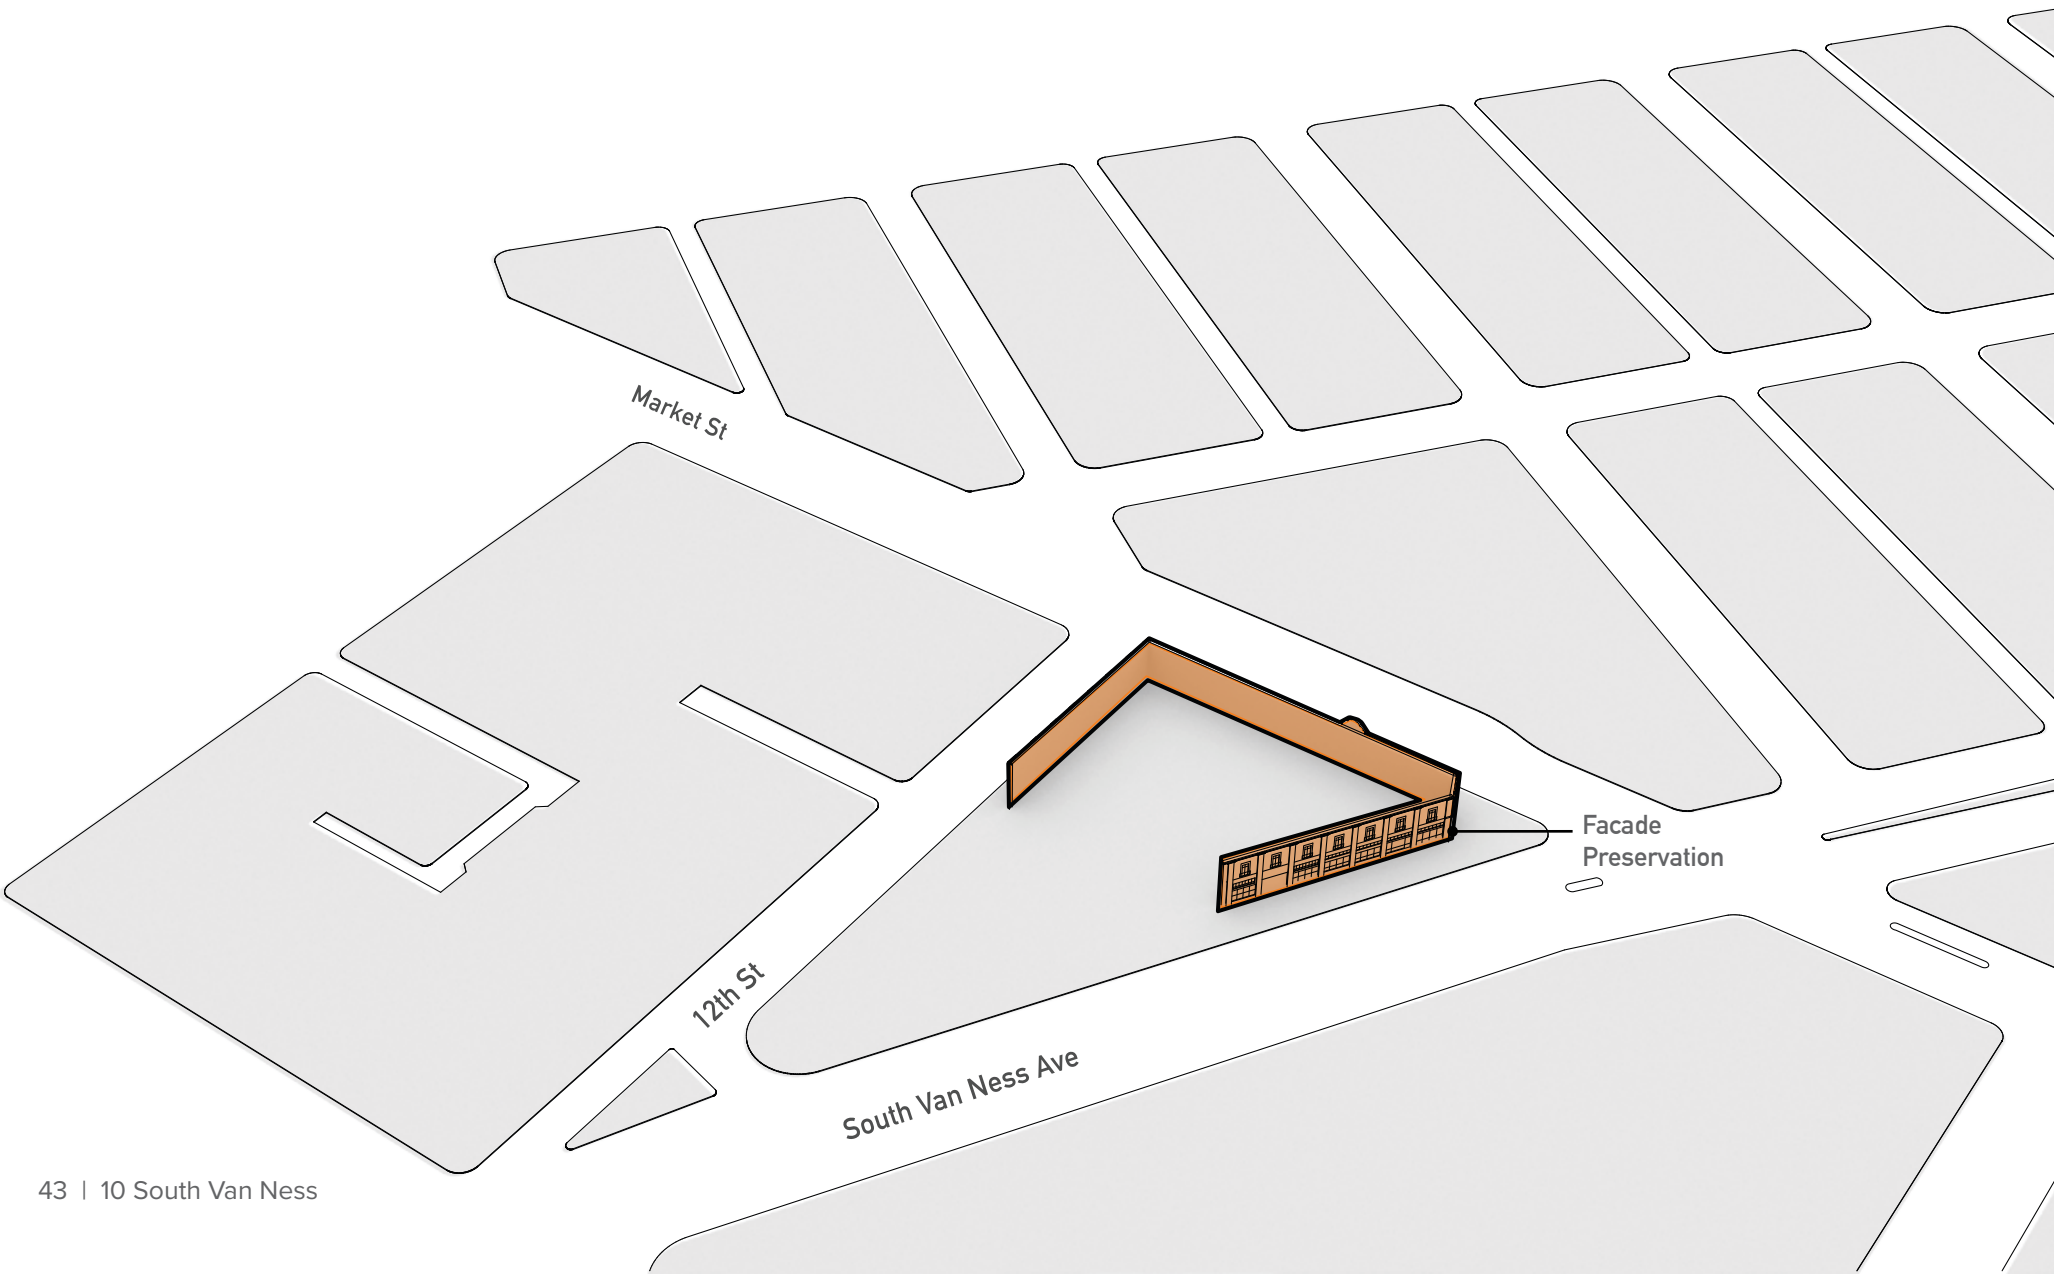 Market St
Facade
Preservation
12th St
South Van Ness Ave
43 | 10 South Van Ness